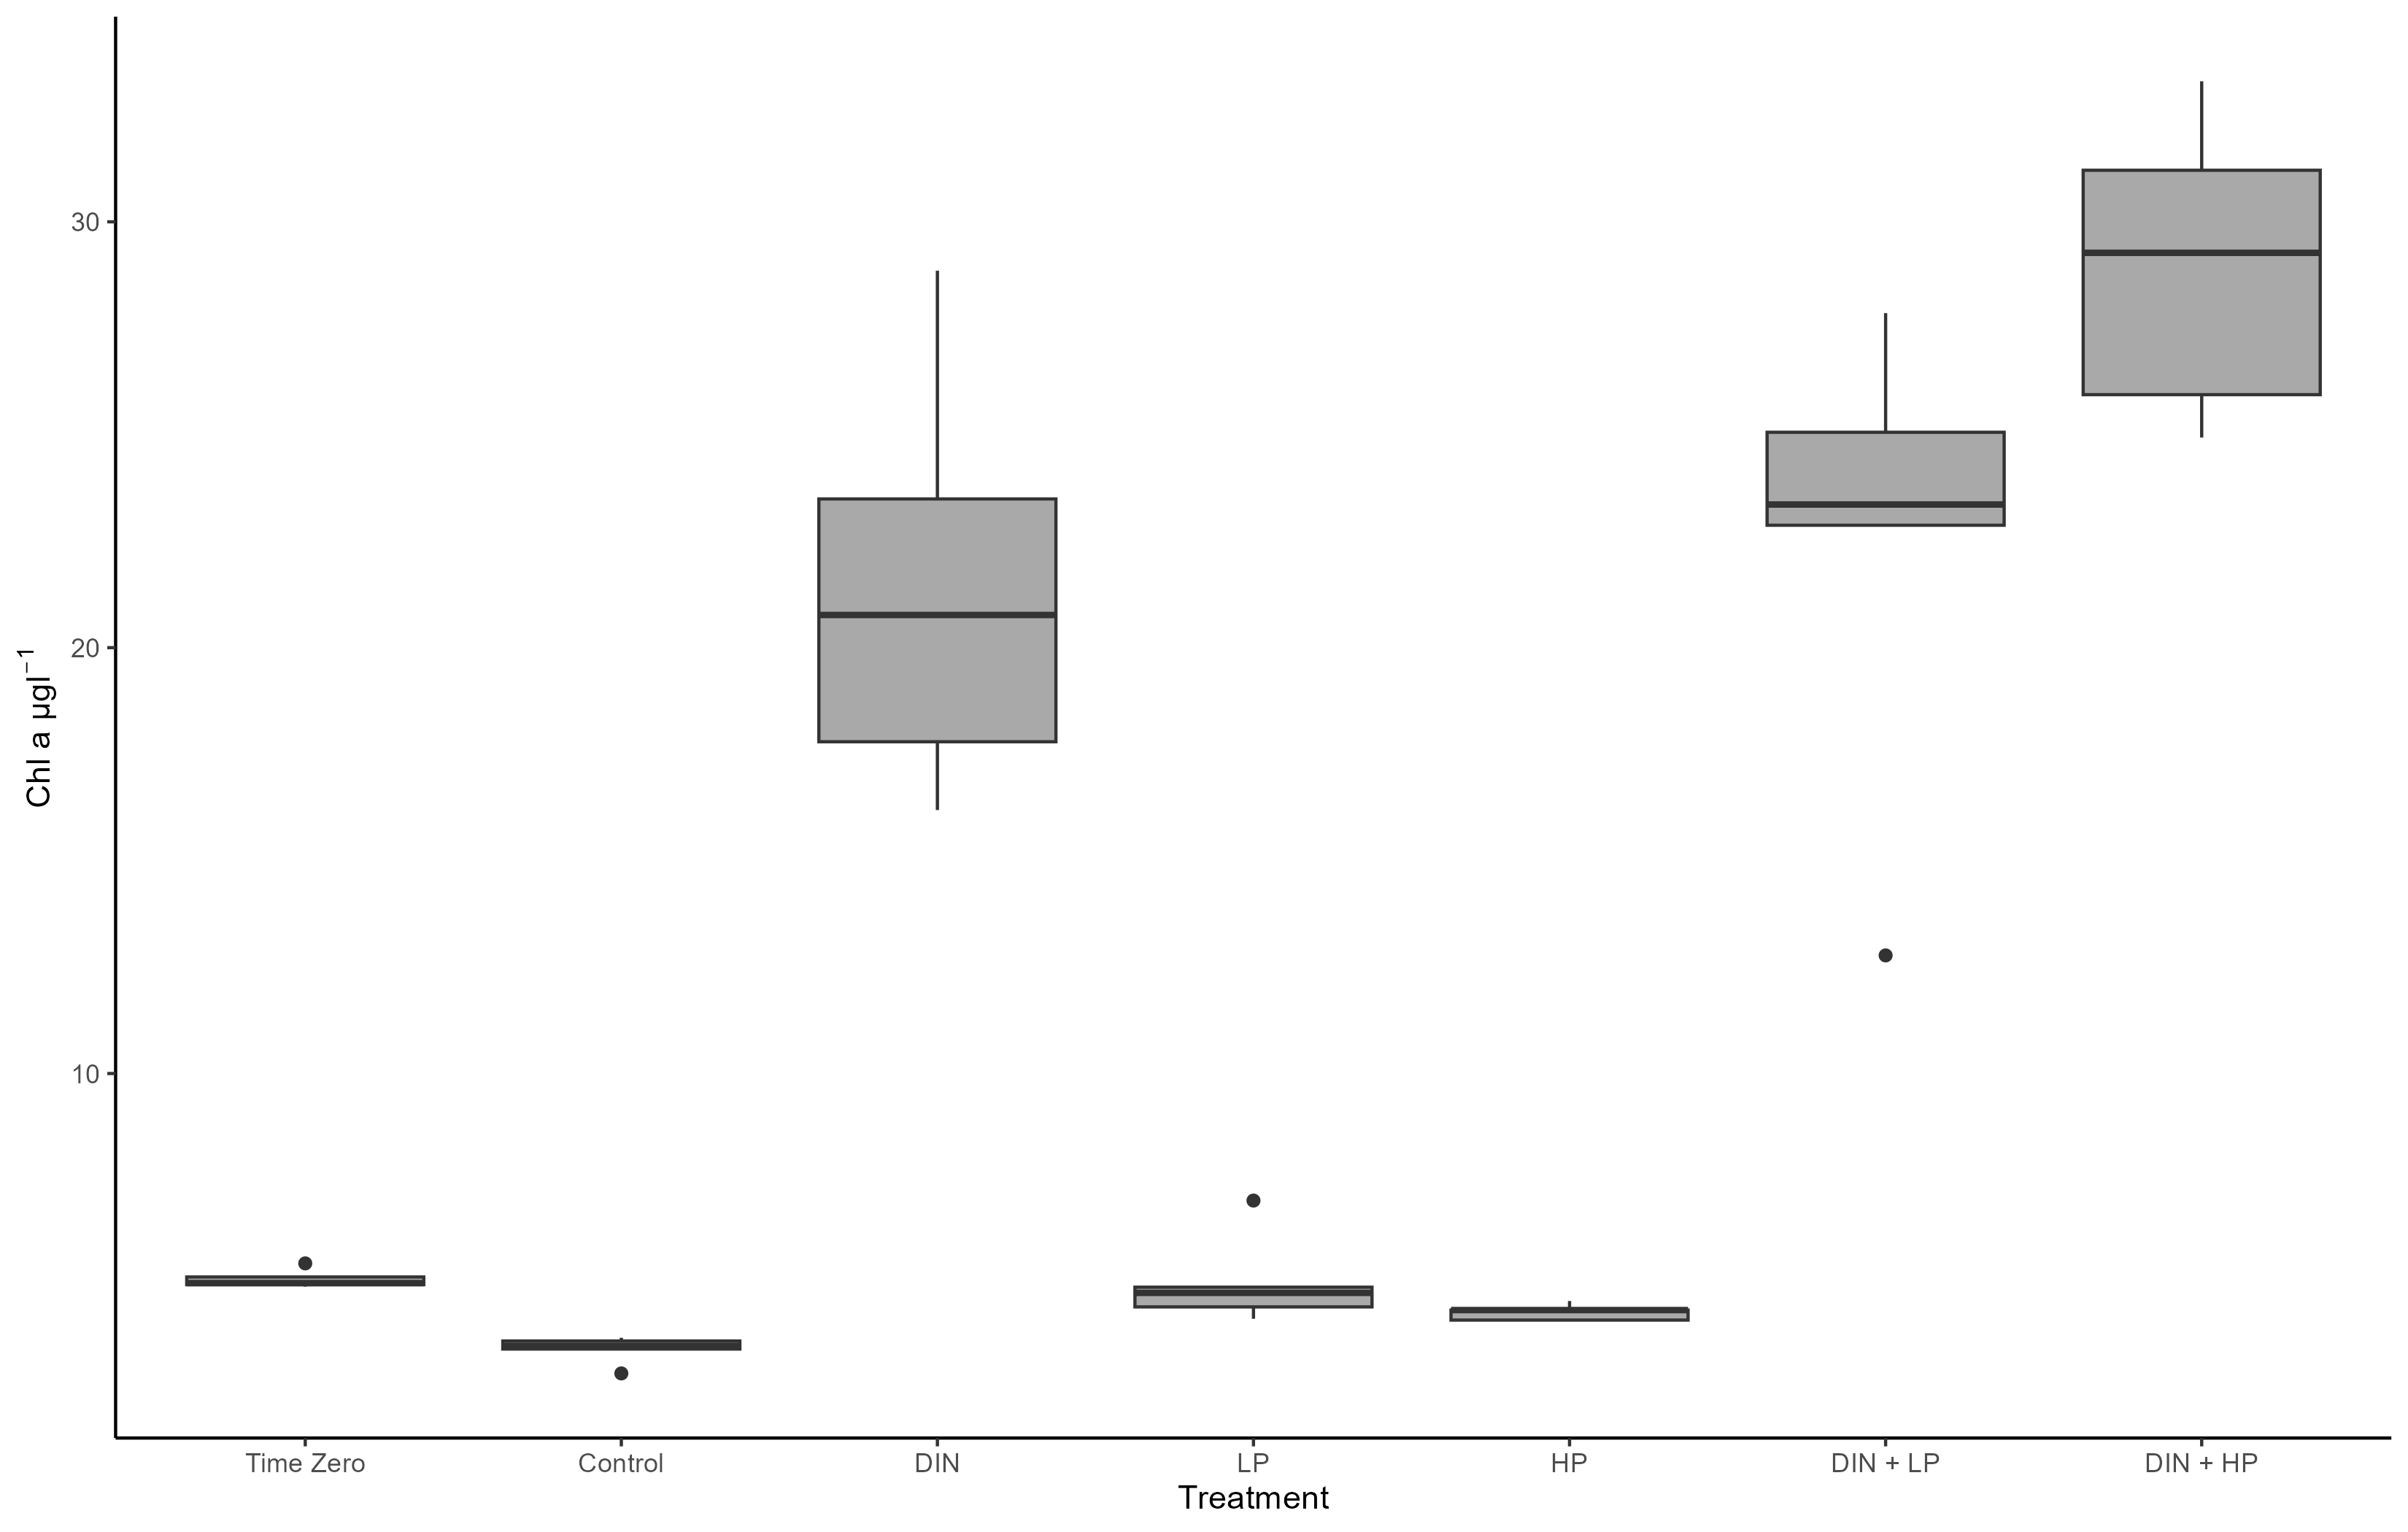 Chl a µgl⁻¹
30
20
10
Time Zero Control DIN LP HP DIN + LP DIN + HP
Treatment